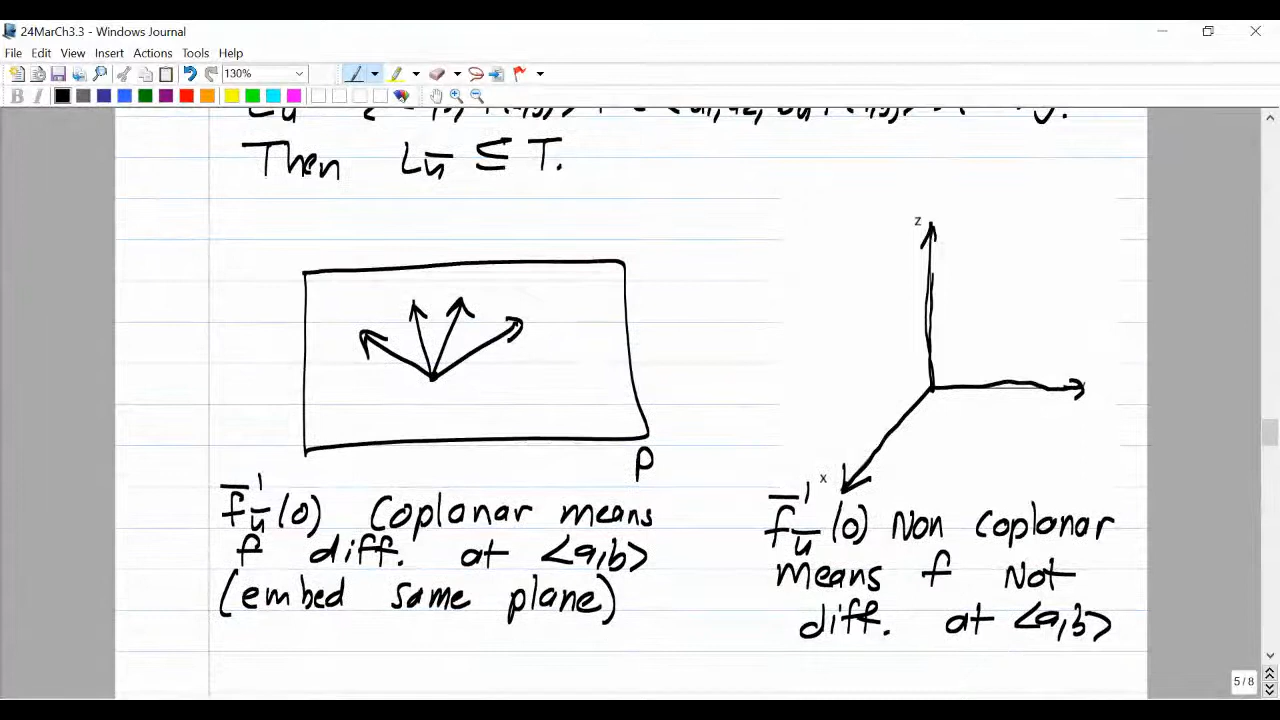 24MarCh3.3 - Windows Journal
File Edit View Insert Actions Tools Help
130%
B I
Then L_ū ⊆ T.
z
P
x
f̄'_ū(0) Coplanar means
f diff. at <a,b>
(embed same plane)
f̄'_ū(0) Non Coplanar
means f Not
diff. at <a,b>
5 / 8